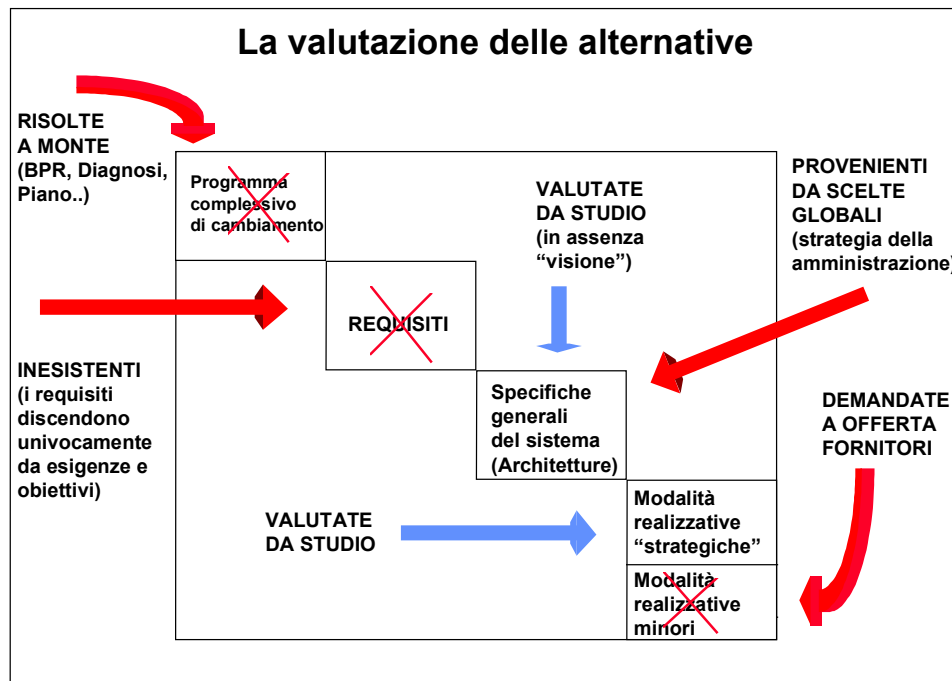 La valutazione delle alternative
RISOLTE
A MONTE
(BPR, Diagnosi,
Piano..)
Programma
complessivo
di cambiamento
VALUTATE
DA STUDIO
(in assenza
“visione”)
PROVENIENTI
DA SCELTE
GLOBALI
(strategia della
amministrazione)
REQUISITI
INESISTENTI
(i requisiti
discendono
univocamente
da esigenze e
obiettivi)
Specifiche
generali
del sistema
(Architetture)
DEMANDATE
A OFFERTA
FORNITORI
VALUTATE
DA STUDIO
Modalità
realizzative
“strategiche”
Modalità
realizzative
minori